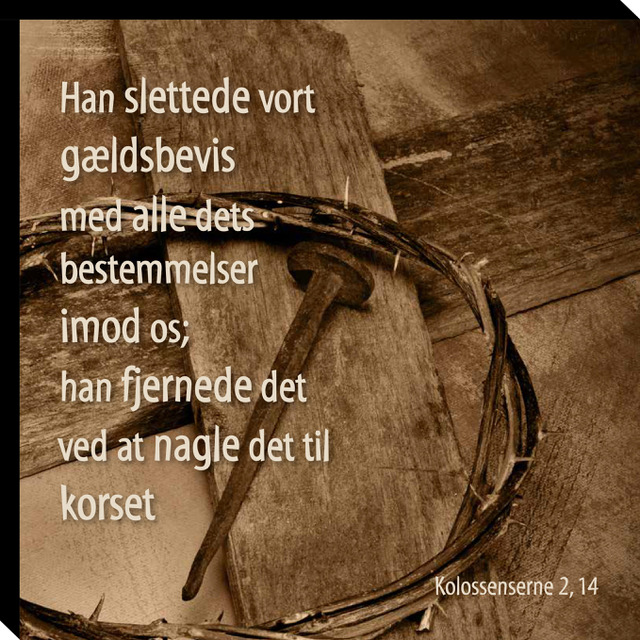 Han slettede vort
gældsbevis
med alle dets
bestemmelser
imod os;
han fjernede det
ved at nagle det til
korset
Kolossenserne 2, 14